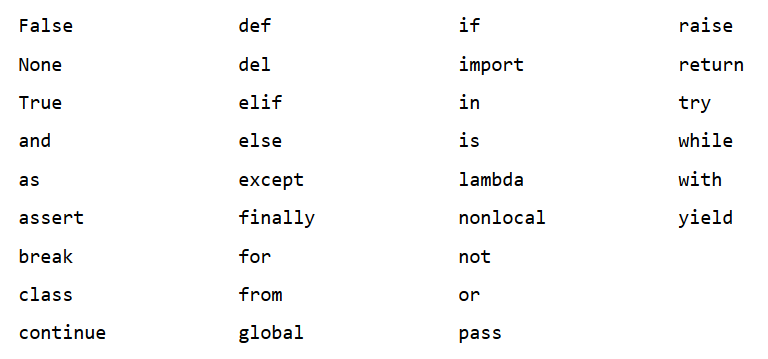 False def if raise
None del import return
True elif in try
and else is while
as except lambda with
assert finally nonlocal yield
break for not
class from or
continue global pass